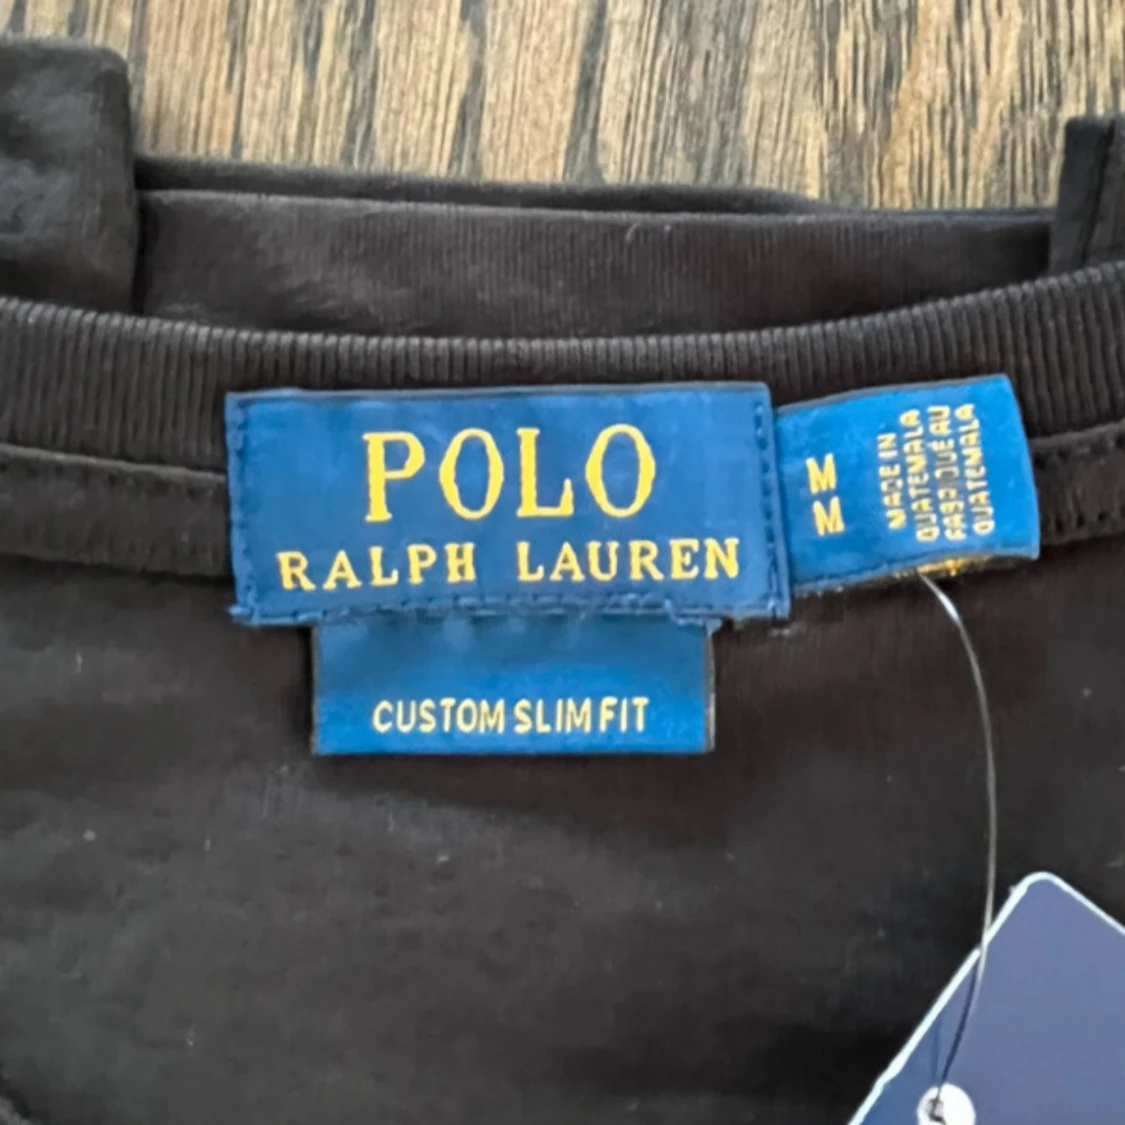 POLO
RALPH LAUREN
CUSTOM SLIM FIT
M
M
MADE IN
GUATEMALA
FABRIQUÉ AU
GUATEMALA